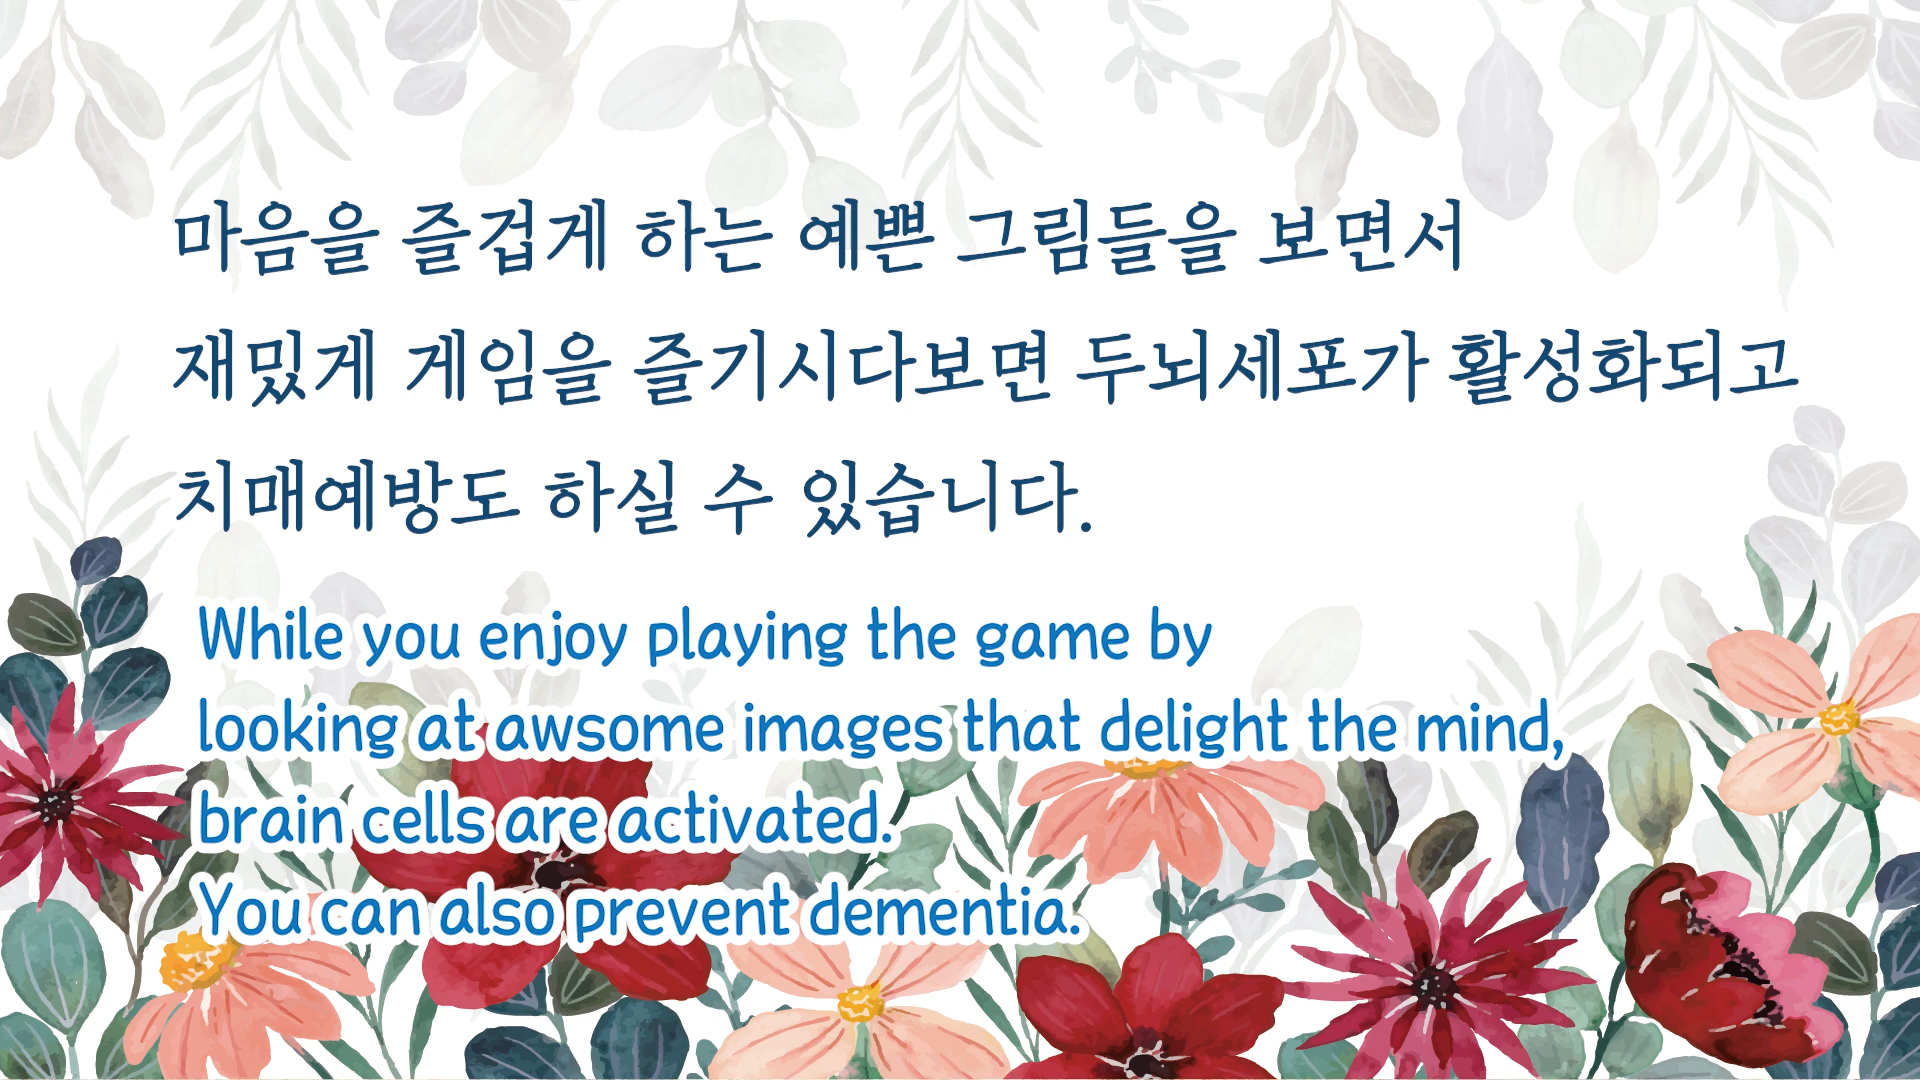 마음을 즐겁게 하는 예쁜 그림들을 보면서
재밌게 게임을 즐기시다보면 두뇌세포가 활성화되고
치매예방도 하실 수 있습니다.
While you enjoy playing the game by
looking at awsome images that delight the mind,
brain cells are activated.
You can also prevent dementia.